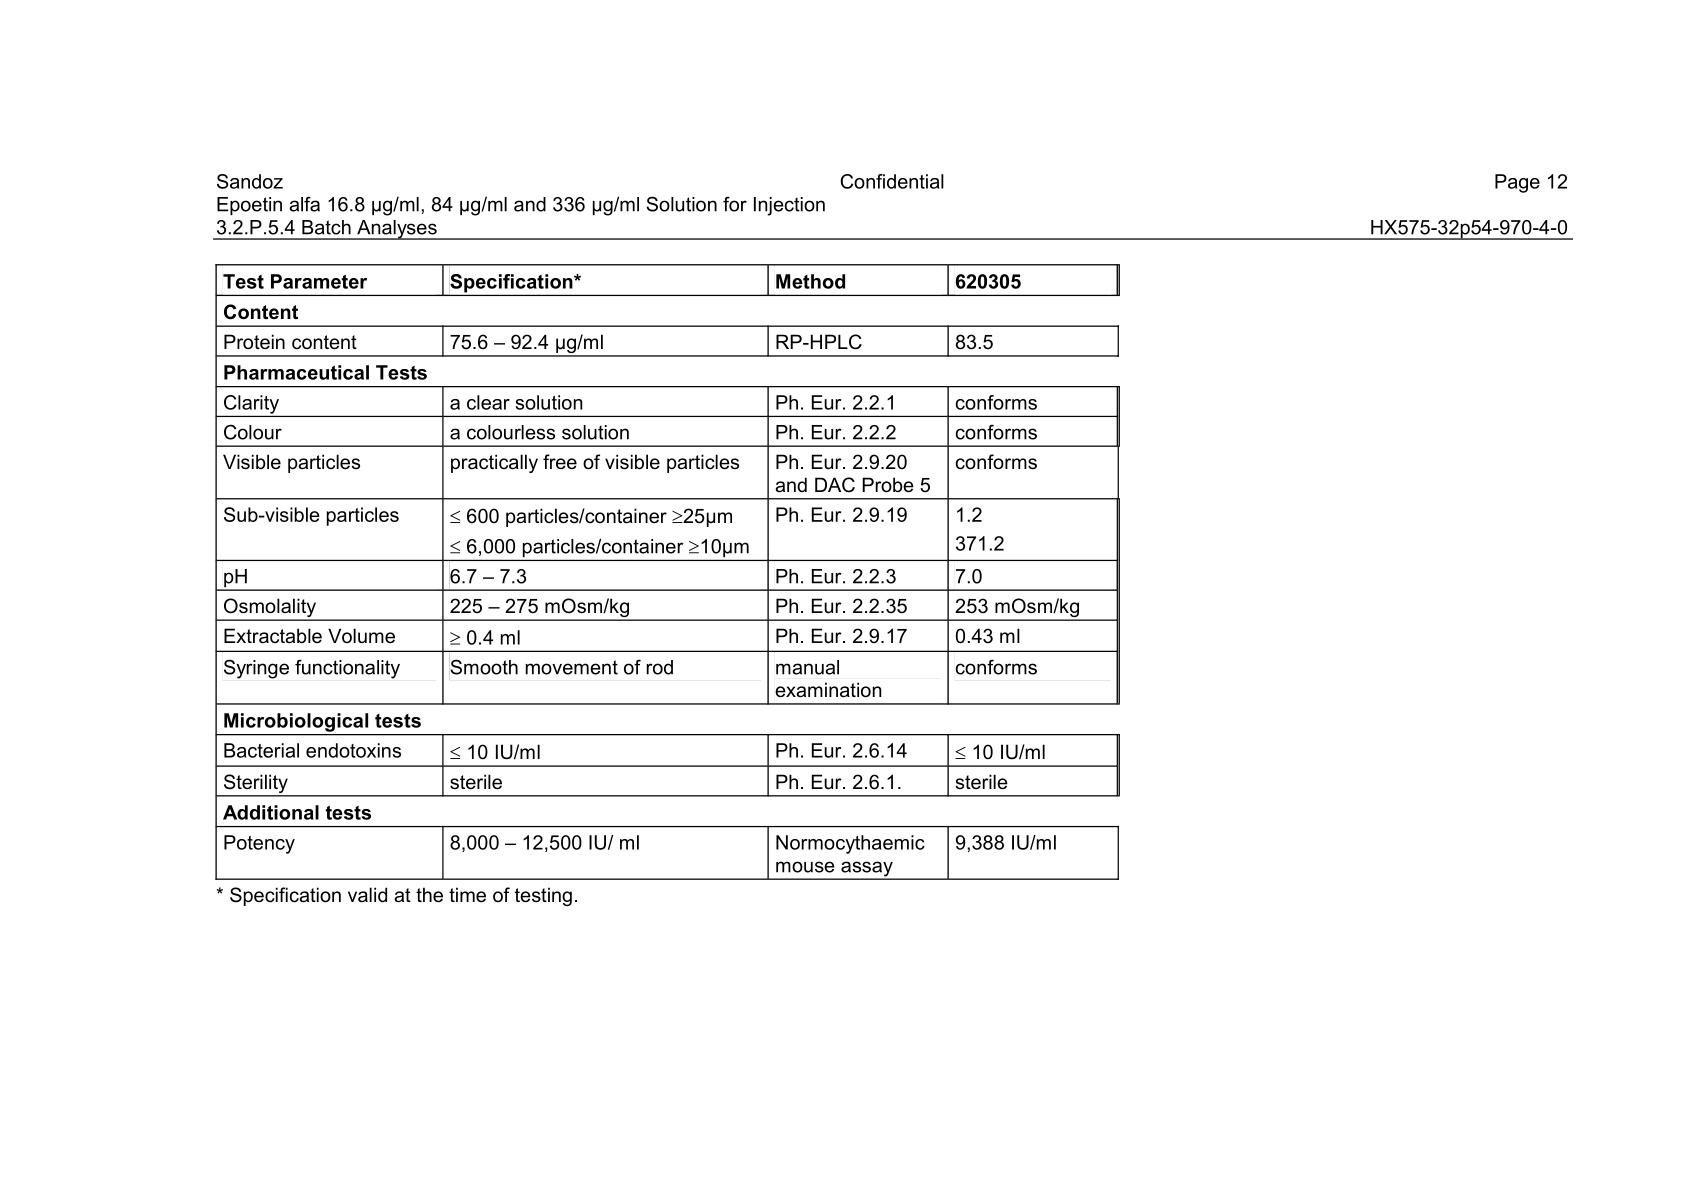 Sandoz Confidential Page 12
Epoetin alfa 16.8 µg/ml, 84 µg/ml and 336 µg/ml Solution for Injection
3.2.P.5.4 Batch Analyses HX575-32p54-970-4-0
Test Parameter Specification* Method 620305
Content
Protein content 75.6 – 92.4 µg/ml RP-HPLC 83.5
Pharmaceutical Tests
Clarity a clear solution Ph. Eur. 2.2.1 conforms
Colour a colourless solution Ph. Eur. 2.2.2 conforms
Visible particles practically free of visible particles Ph. Eur. 2.9.20 conforms
and DAC Probe 5
Sub-visible particles ≤ 600 particles/container ≥25µm Ph. Eur. 2.9.19 1.2
≤ 6,000 particles/container ≥10µm 371.2
pH 6.7 – 7.3 Ph. Eur. 2.2.3 7.0
Osmolality 225 – 275 mOsm/kg Ph. Eur. 2.2.35 253 mOsm/kg
Extractable Volume ≥ 0.4 ml Ph. Eur. 2.9.17 0.43 ml
Syringe functionality Smooth movement of rod manual conforms
examination
Microbiological tests
Bacterial endotoxins ≤ 10 IU/ml Ph. Eur. 2.6.14 ≤ 10 IU/ml
Sterility sterile Ph. Eur. 2.6.1. sterile
Additional tests
Potency 8,000 – 12,500 IU/ ml Normocythaemic 9,388 IU/ml
mouse assay
* Specification valid at the time of testing.